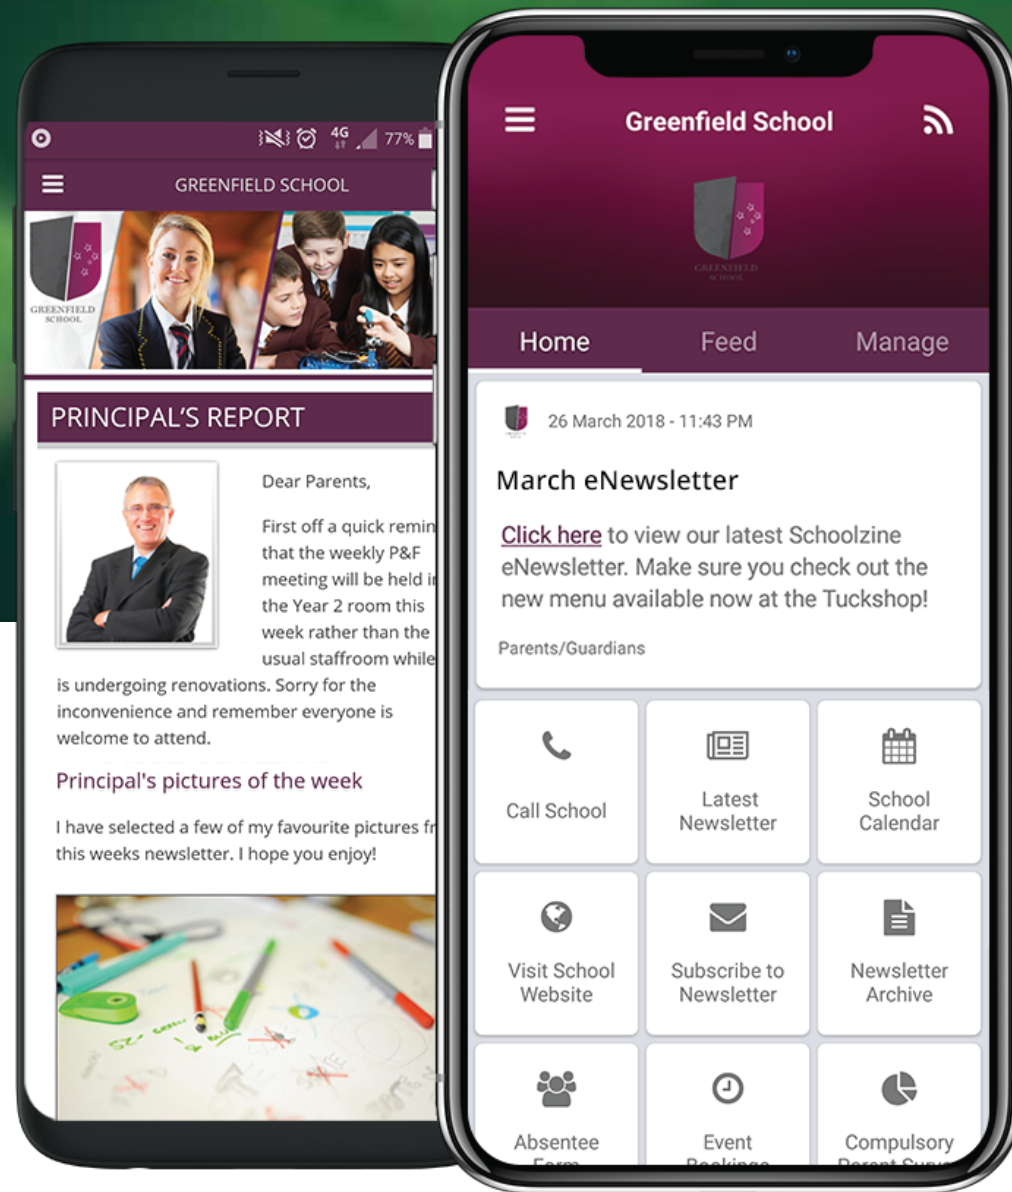 4G
77%
GREENFIELD SCHOOL
GREENFIELD
SCHOOL
PRINCIPAL'S REPORT
Dear Parents,
First off a quick
that the weekly P&F
meeting will be held
the Year 2 room this
week rather than the
usual staffroom while
is undergoing renovations. Sorry for the
inconvenience and remember everyone is
welcome to attend.
Principal's pictures of the week
I have selected a few of my favourite pictures
this weeks newsletter. I hope you enjoy!
Greenfield School
GREENFIELD
SCHOOL
Home Feed Manage
26 March 2018 - 11:43 PM
March eNewsletter
Click here to view our latest Schoolzine
eNewsletter. Make sure you check out the
new menu available now at the Tuckshop!
Parents/Guardians
Call School
Latest
Newsletter
School
Calendar
Visit School
Website
Subscribe to
Newsletter
Newsletter
Archive
Absentee
Form
Event
Bookings
Compulsory
Parent